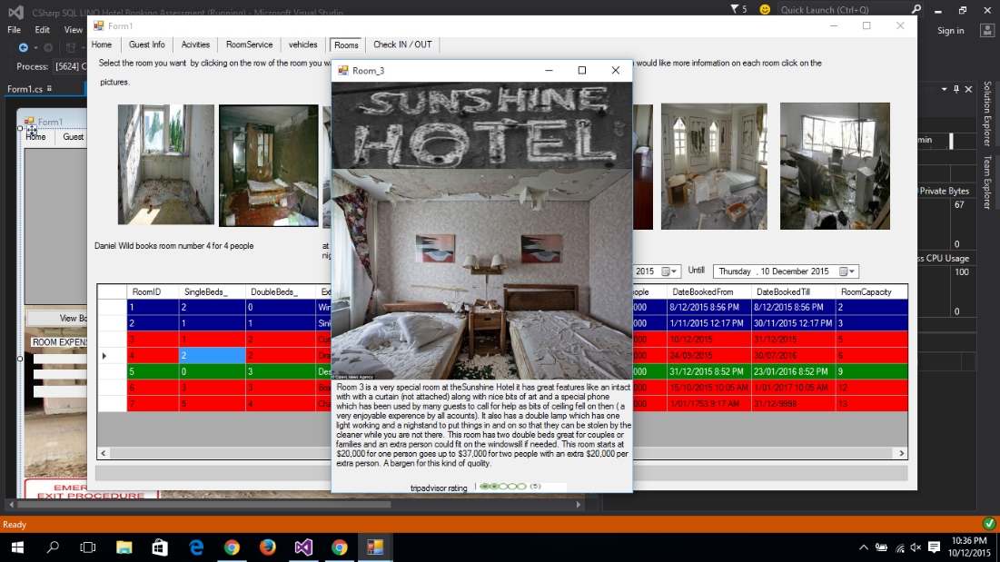 CSharp SQL LINQ Hotel Booking Assessment (Running) - Microsoft Visual Studio
5
Quick Launch (Ctrl+Q)
File Edit View
Sign in
Process: [5624] C
Form1.cs
Form1
Home Guest
Form1
Home Guest Info Acivities RoomService vehicles Rooms Check IN / OUT
Select the room you want by clicking on the row of the room you wa
would like more information on each room click on the
pictures.
Daniel Wild books room number 4 for 4 people
at
nig
2015 Untill Thursday , 10 December 2015
RoomID SingleBeds_ DoubleBeds_ Ext
eople DateBookedFrom DateBookedTill RoomCapacity
1 2 0 Win
000 8/12/2015 8:56 PM 8/12/2015 8:56 PM 2
2 1 1 Sink
000 1/11/2015 12:17 PM 30/11/2015 12:17 PM 3
3 1 2 Cur
000 10/12/2015 31/12/2015 5
4 2 2 Dra
000 24/09/2015 30/07/2016 6
5 0 3 Des
000 31/12/2015 8:52 PM 23/01/2016 8:52 PM 9
6 3 3 Box
000 15/10/2015 10:05 AM 1/01/2017 10:05 AM 12
7 5 4 Cha
000 1/01/1753 9:17 AM 31/12/9998 13
Room_3
SUNSHINE
HOTEL
© Caters News Agency
Room 3 is a very special room at theSunshine Hotel it has great features like an intact
with with a curtain (not attached) along with nice bits of art and a special phone
which has been used by many guests to call for help as bits of ceiling fell on then ( a
very enjoyable experence by all acounts). It also has a double lamp which has one
light working and a nighstand to put things in and on so that they can be stolen by the
cleaner while you are not there. This room has two double beds great for couples or
families and an extra person could fit on the windowsill if needed. This room starts at
$20,000 for one person goes up to $37,000 for two people with an extra $20,000 per
extra person. A bargen for this kind of quality.
tripadvisor rating (5)
View Bo
ROOM EXPENS
EMER
EXIT PROCEDURE
Solution Explorer
Team Explorer
min
Private Bytes
67
0
ss CPU Usage
100
0
Ready
10:36 PM
10/12/2015